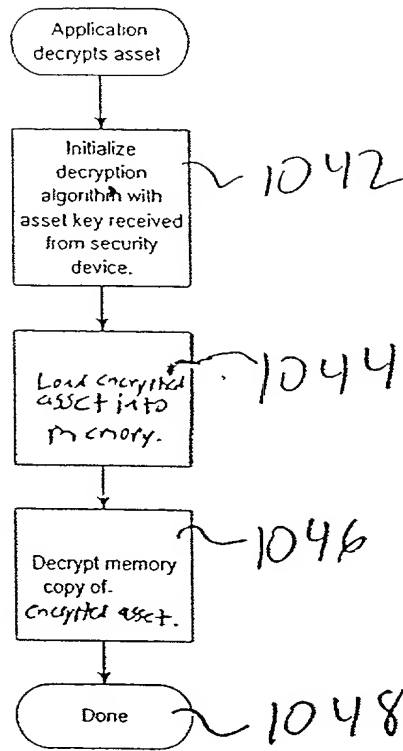 Application
decrypts asset
Initialize
decryption
algorithm with
asset key received
from security
device.
1042
Load encrypted
asset into
memory.
1044
Decrypt memory
copy of
encrypted asset.
1046
Done
1048